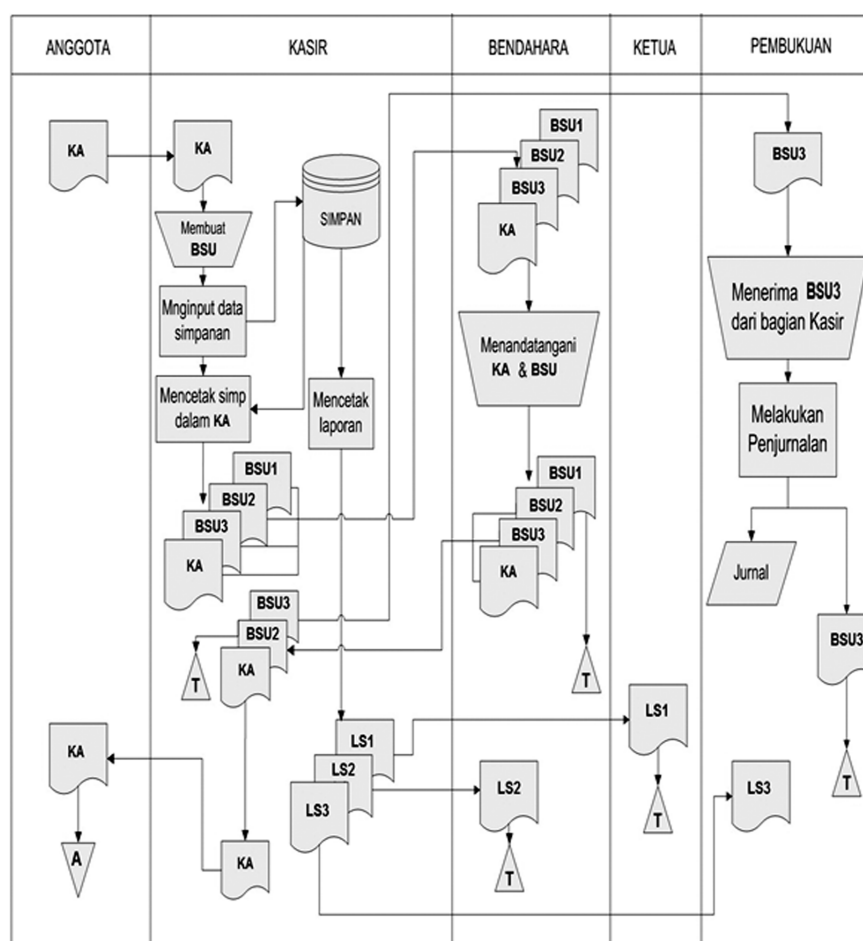 ANGGOTA
KASIR
BENDAHARA
KETUA
PEMBUKUAN
KA
KA
Membuat
BSU
Mnginput data
simpanan
Mencetak simp
dalam KA
SIMPAN
Mencetak
laporan
BSU1
BSU2
BSU3
KA
BSU3
BSU2
KA
T
LS1
LS2
LS3
KA
KA
A
BSU1
BSU2
BSU3
KA
Menandatangani
KA & BSU
BSU1
BSU2
BSU3
KA
T
LS2
T
LS1
T
BSU3
Menerima BSU3
dari bagian Kasir
Melakukan
Penjurnalan
Jurnal
BSU3
T
LS3